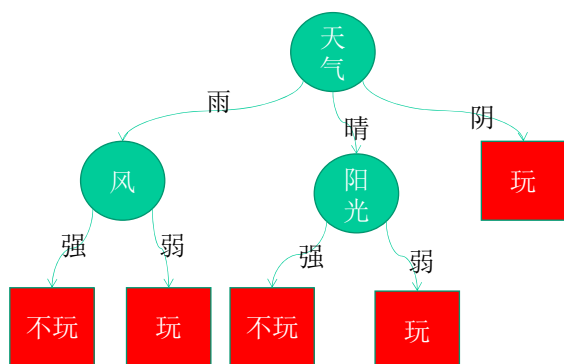 天
气
雨
晴
阴
风
阳
光
玩
强
弱
强
弱
不玩
玩
不玩
玩